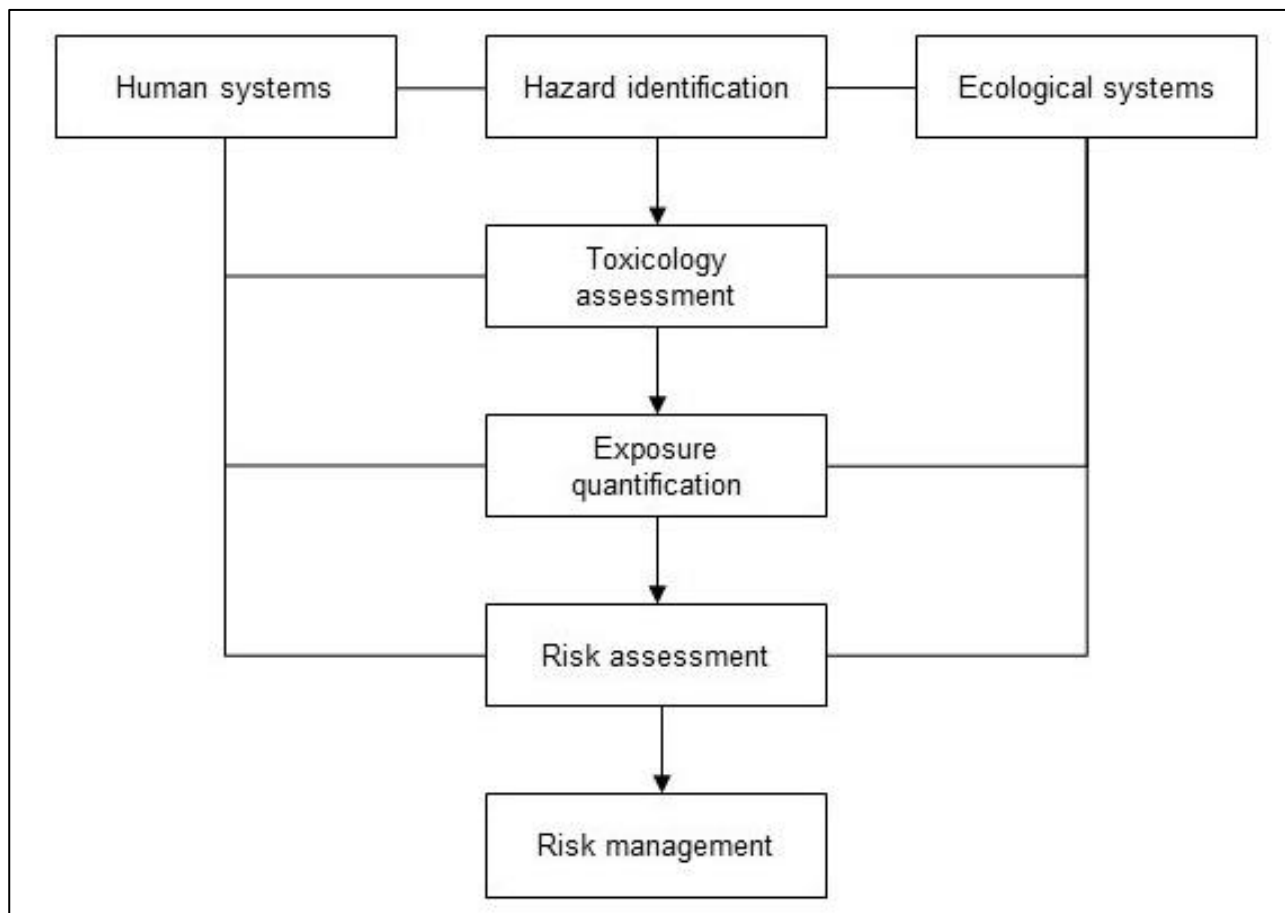 Human systems
Hazard identification
Ecological systems
Toxicology
assessment
Exposure
quantification
Risk assessment
Risk management